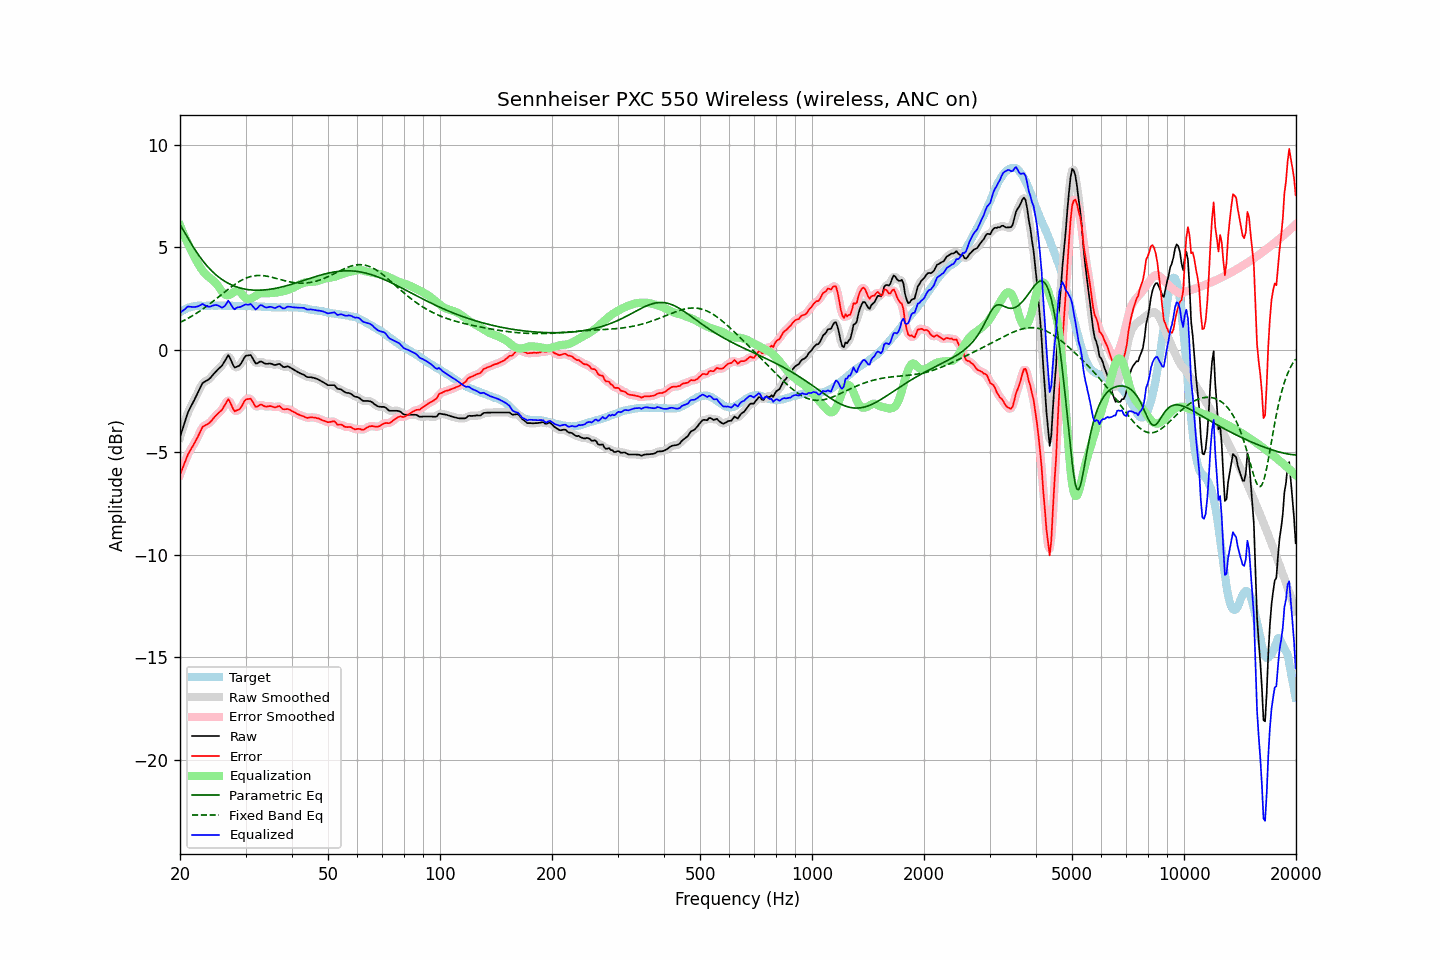 Sennheiser PXC 550 Wireless (wireless, ANC on)
10
5
0
−5
−10
−15
−20
Amplitude (dBr)
Target
Raw Smoothed
Error Smoothed
Raw
Error
Equalization
Parametric Eq
Fixed Band Eq
Equalized
20 50 100 200 500 1000 2000 5000 10000 20000
Frequency (Hz)